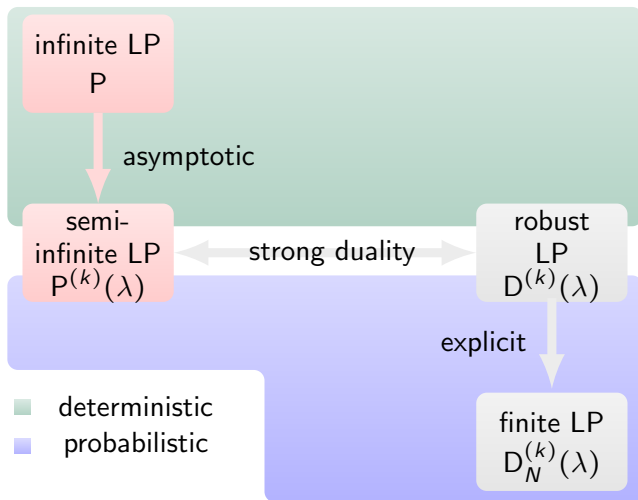 infinite LP
P
asymptotic
semi-
infinite LP
P^(k)(λ)
strong duality
robust
LP
D^(k)(λ)
explicit
finite LP
D_N^(k)(λ)
deterministic
probabilistic